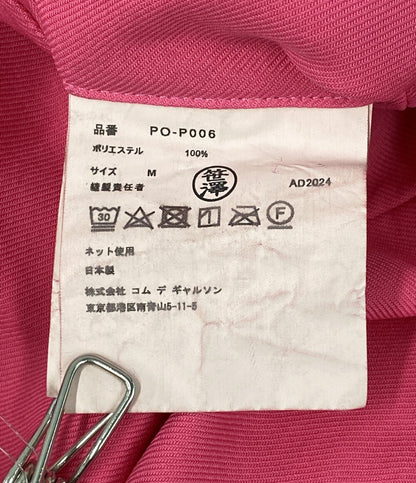 品番 PO-P006
ポリエステル 100%
サイズ M
縫製責任者 笹澤 AD2024
30 F
ネット使用
日本製
株式会社 コム デ ギャルソン
東京都港区南青山5-11-5